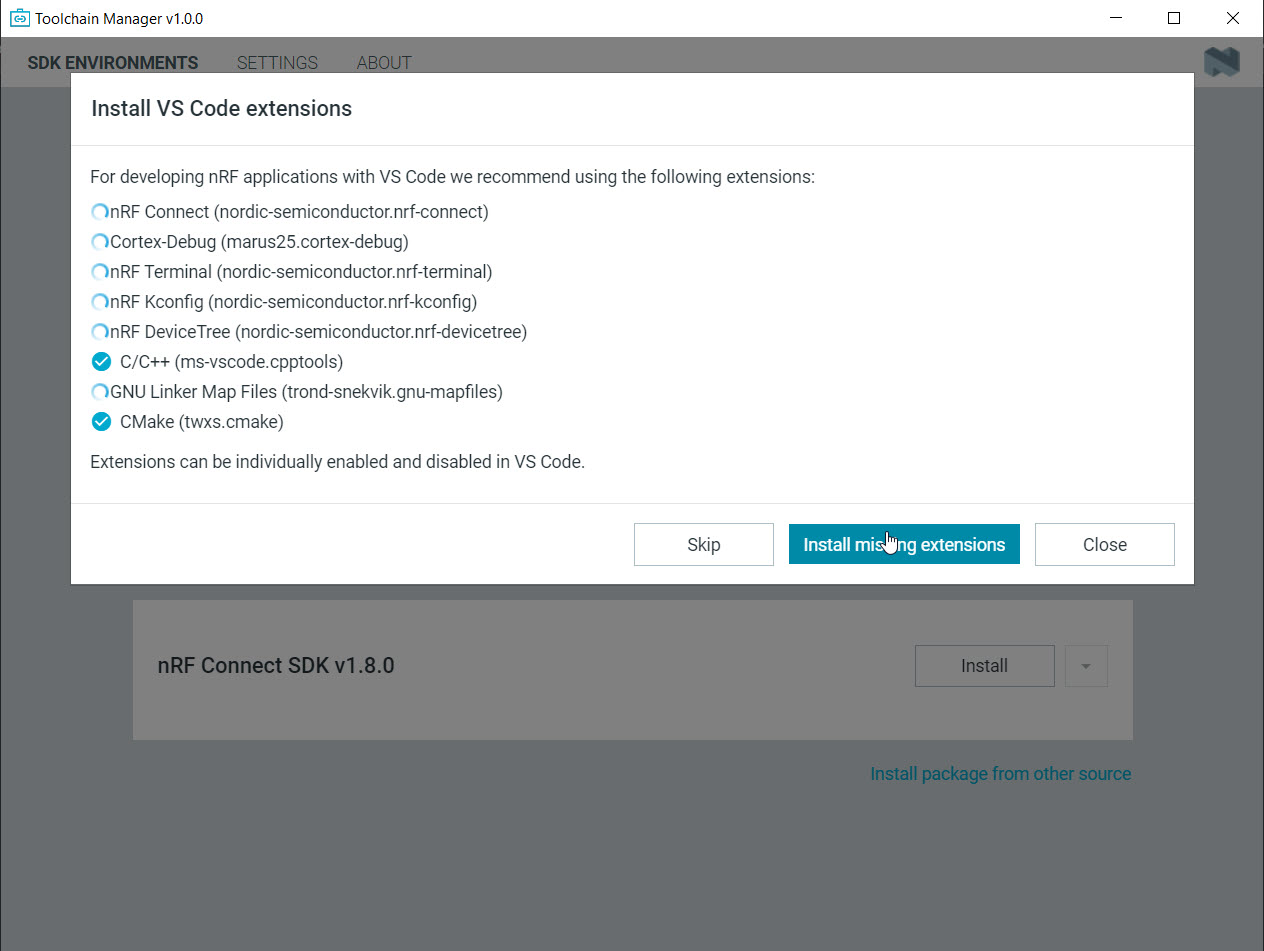 Toolchain Manager v1.0.0
SDK ENVIRONMENTS SETTINGS ABOUT
Install VS Code extensions
For developing nRF applications with VS Code we recommend using the following extensions:
nRF Connect (nordic-semiconductor.nrf-connect)
Cortex-Debug (marus25.cortex-debug)
nRF Terminal (nordic-semiconductor.nrf-terminal)
nRF Kconfig (nordic-semiconductor.nrf-kconfig)
nRF DeviceTree (nordic-semiconductor.nrf-devicetree)
C/C++ (ms-vscode.cpptools)
GNU Linker Map Files (trond-snekvik.gnu-mapfiles)
CMake (twxs.cmake)
Extensions can be individually enabled and disabled in VS Code.
Skip Install missing extensions Close
nRF Connect SDK v1.8.0 Install
Install package from other source